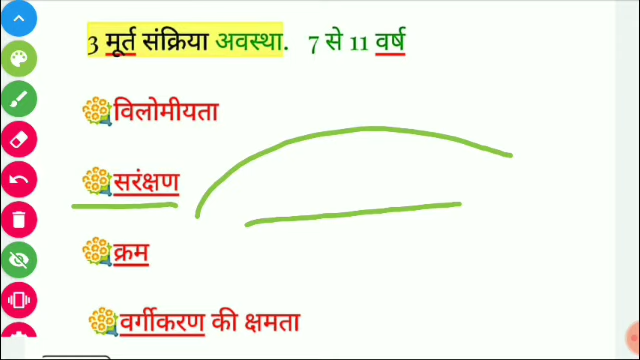 3 मूर्त संक्रिया अवस्था. 7 से 11 वर्ष
विलोमीयता
सरंक्षण
क्रम
वर्गीकरण की क्षमता